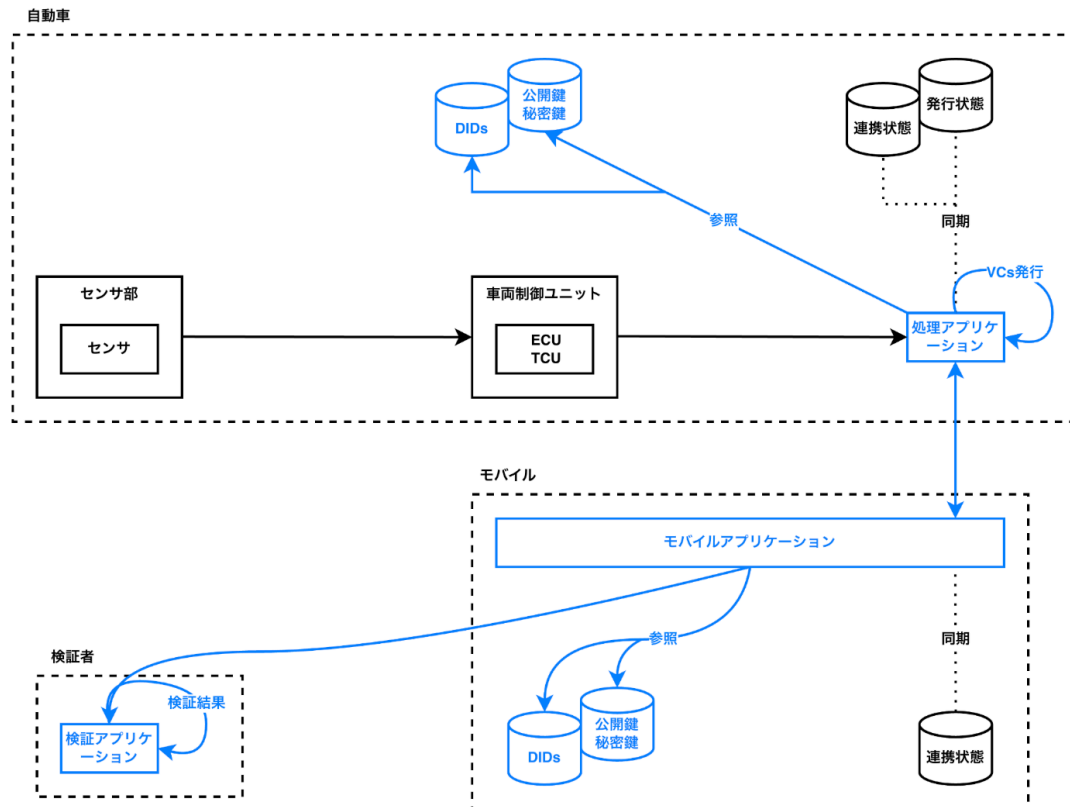 自動車
公開鍵
秘密鍵
DIDs
発行状態
連携状態
参照
同期
VCs発行
センサ部
センサ
車両制御ユニット
ECU
TCU
処理アプリケ
ーション
モバイル
モバイルアプリケーション
参照
同期
検証者
検証結果
検証アプリケ
ーション
公開鍵
秘密鍵
DIDs
連携状態